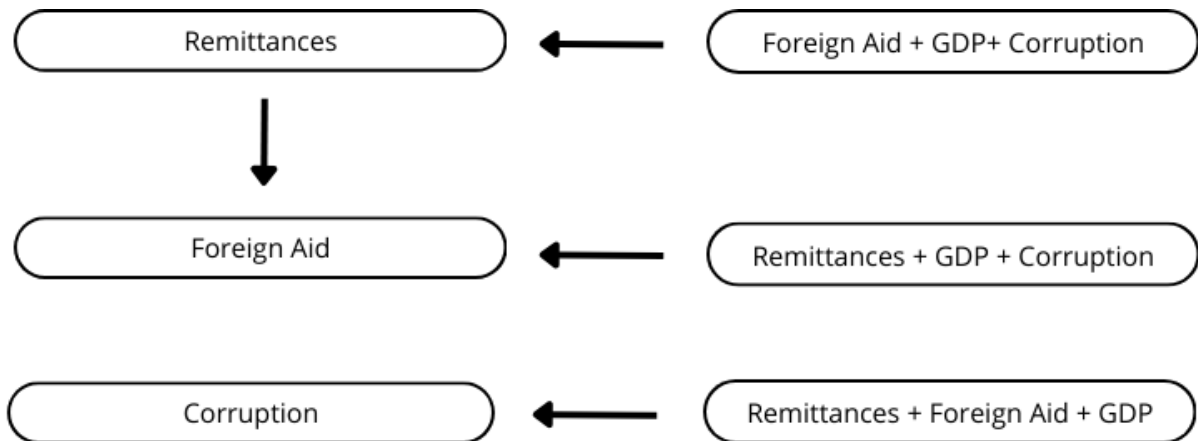 Remittances
Foreign Aid + GDP+ Corruption
Foreign Aid
Remittances + GDP + Corruption
Corruption
Remittances + Foreign Aid + GDP